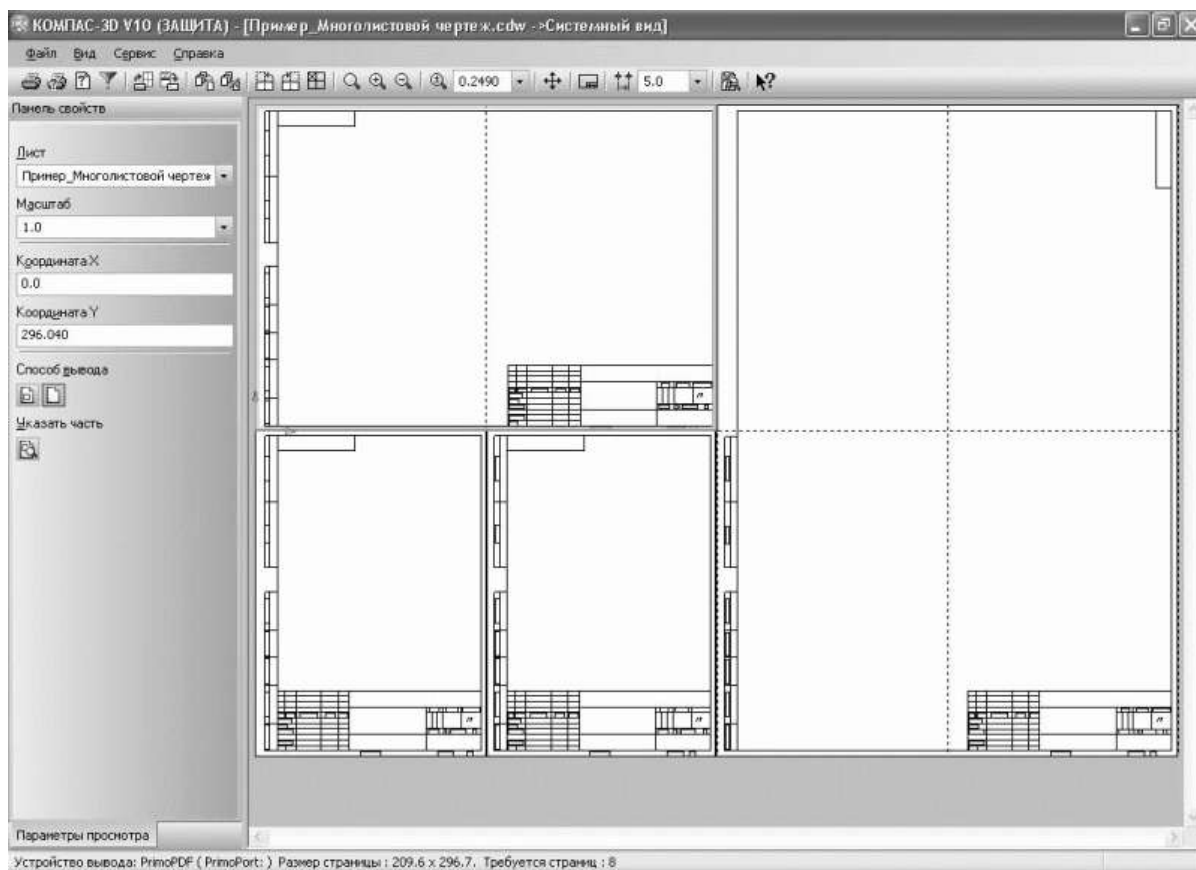 КОМПАС-3D V10 (ЗАЩИТА) - [Пример_Многолистовой чертеж.cdw ->Системный вид]
Файл Вид Сервис Справка
0.2490 5.0
Панель свойств
Лист
Пример_Многолистовой чертеж
Масштаб
1.0
Координата X
0.0
Координата Y
296.040
Способ вывода
Указать часть
Параметры просмотра
Устройство вывода: PrimoPDF ( PrimoPort: ) Размер страницы : 209.6 x 296.7. Требуется страниц : 8